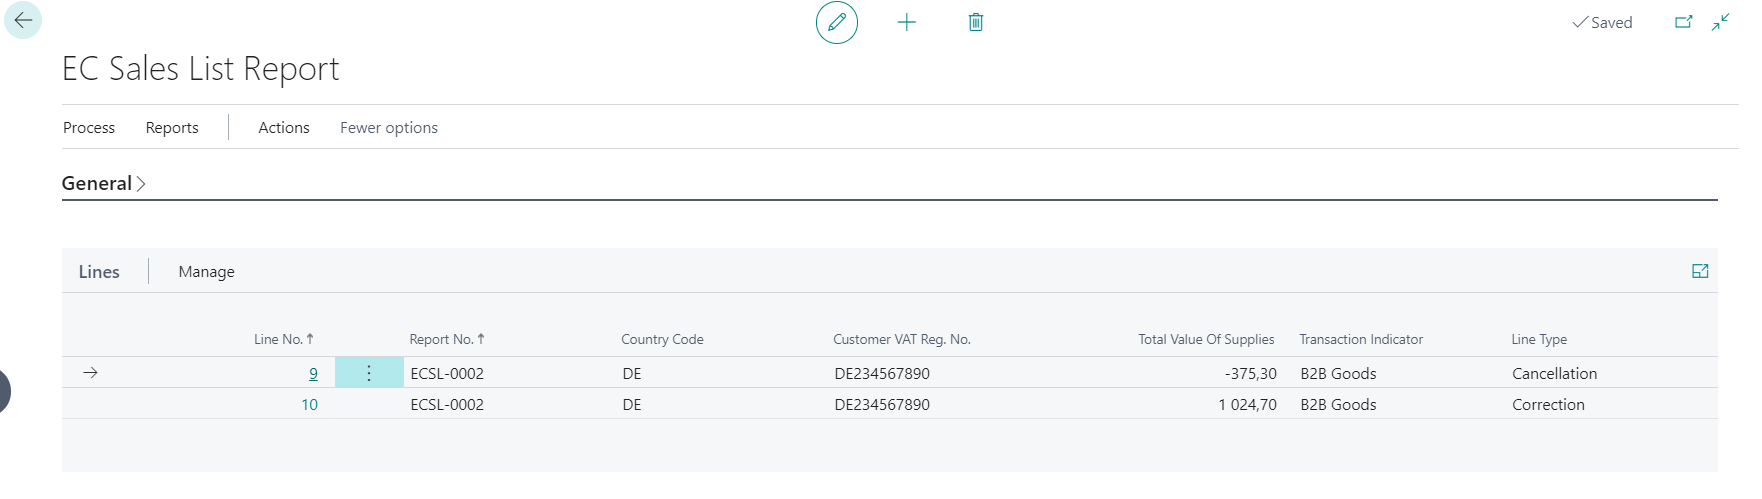 Saved
EC Sales List Report
Process Reports Actions Fewer options
General
Lines Manage
Line No. ↑ Report No. ↑ Country Code Customer VAT Reg. No. Total Value Of Supplies Transaction Indicator Line Type
9 ECSL-0002 DE DE234567890 -375,30 B2B Goods Cancellation
10 ECSL-0002 DE DE234567890 1 024,70 B2B Goods Correction